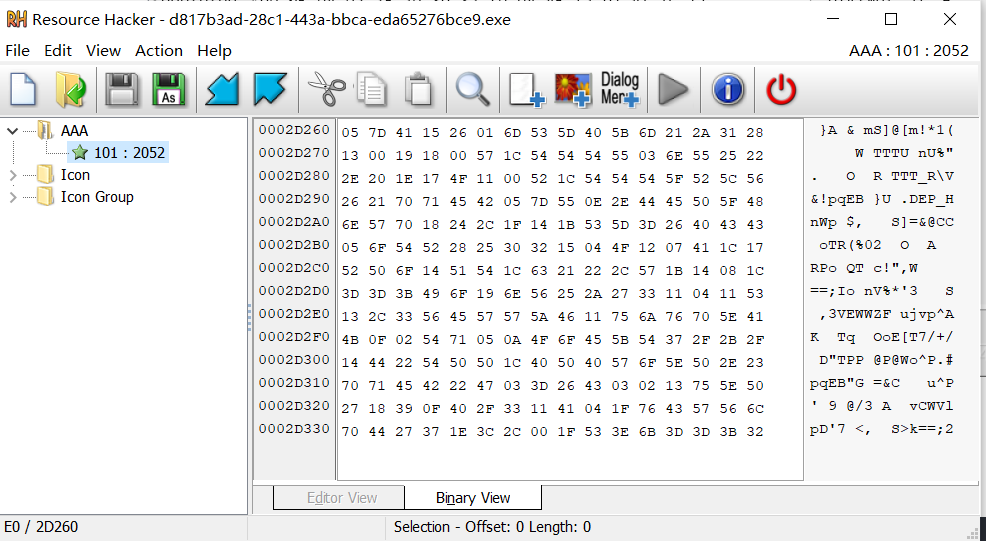 Resource Hacker - d817b3ad-28c1-443a-bbca-eda65276bce9.exe
File Edit View Action Help AAA : 101 : 2052
As
Dialog
Menu
AAA
101 : 2052
Icon
Icon Group
0002D260 05 7D 41 15 26 01 6D 53 5D 40 5B 6D 21 2A 31 28 }A & mS]@[m!*1(
0002D270 13 00 19 18 00 57 1C 54 54 54 55 03 6E 55 25 22 W TTTU nU%"
0002D280 2E 20 1E 17 4F 11 00 52 1C 54 54 54 5F 52 5C 56 . O R TTT_R\V
0002D290 26 21 70 71 45 42 05 7D 55 0E 2E 44 45 50 5F 48 &!pqEB }U .DEP_H
0002D2A0 6E 57 70 18 24 2C 1F 14 1B 53 5D 3D 26 40 43 43 nWp $, S]=&@CC
0002D2B0 05 6F 54 52 28 25 30 32 15 04 4F 12 07 41 1C 17 oTR(%02 O A
0002D2C0 52 50 6F 14 51 54 1C 63 21 22 2C 57 1B 14 08 1C RPo QT c!",W
0002D2D0 3D 3D 3B 49 6F 19 6E 56 25 2A 27 33 11 04 11 53 ==;Io nV%*'3 S
0002D2E0 13 2C 33 56 45 57 57 5A 46 11 75 6A 76 70 5E 41 ,3VEWWZF ujvp^A
0002D2F0 4B 0F 02 54 71 05 0A 4F 6F 45 5B 54 37 2F 2B 2F K Tq OoE[T7/+/
0002D300 14 44 22 54 50 50 1C 40 50 40 57 6F 5E 50 2E 23 D"TPP @P@Wo^P.#
0002D310 70 71 45 42 22 47 03 3D 26 43 03 02 13 75 5E 50 pqEB"G =&C u^P
0002D320 27 18 39 0F 40 2F 33 11 41 04 1F 76 43 57 56 6C ' 9 @/3 A vCWVl
0002D330 70 44 27 37 1E 3C 2C 00 1F 53 3E 6B 3D 3D 3B 32 pD'7 <, S>k==;2
Editor View Binary View
E0 / 2D260 Selection - Offset: 0 Length: 0